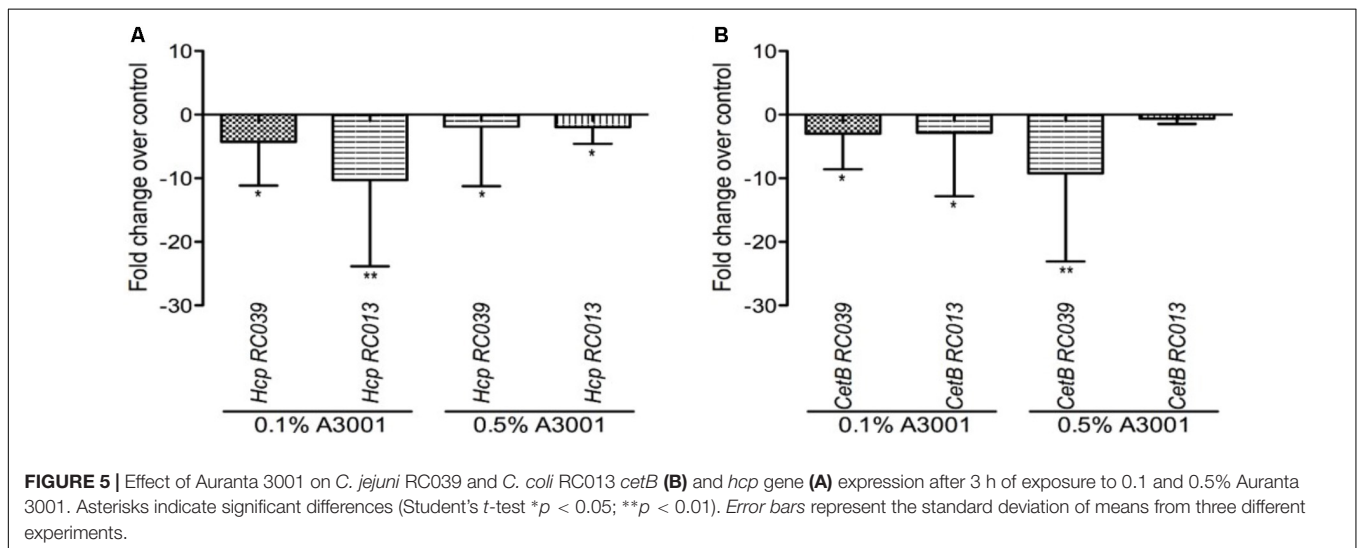 A
Fold change over control
10
0
-10
-20
-30
*
**
*
*
Hcp RC039
Hcp RC013
Hcp RC039
Hcp RC013
0.1% A3001
0.5% A3001
B
Fold change over control
10
0
-10
-20
-30
*
*
**
CetB RC039
CetB RC013
CetB RC039
CetB RC013
0.1% A3001
0.5% A3001
FIGURE 5 | Effect of Auranta 3001 on C. jejuni RC039 and C. coli RC013 cetB (B) and hcp gene (A) expression after 3 h of exposure to 0.1 and 0.5% Auranta
3001. Asterisks indicate significant differences (Student's t-test *p < 0.05; **p < 0.01). Error bars represent the standard deviation of means from three different
experiments.